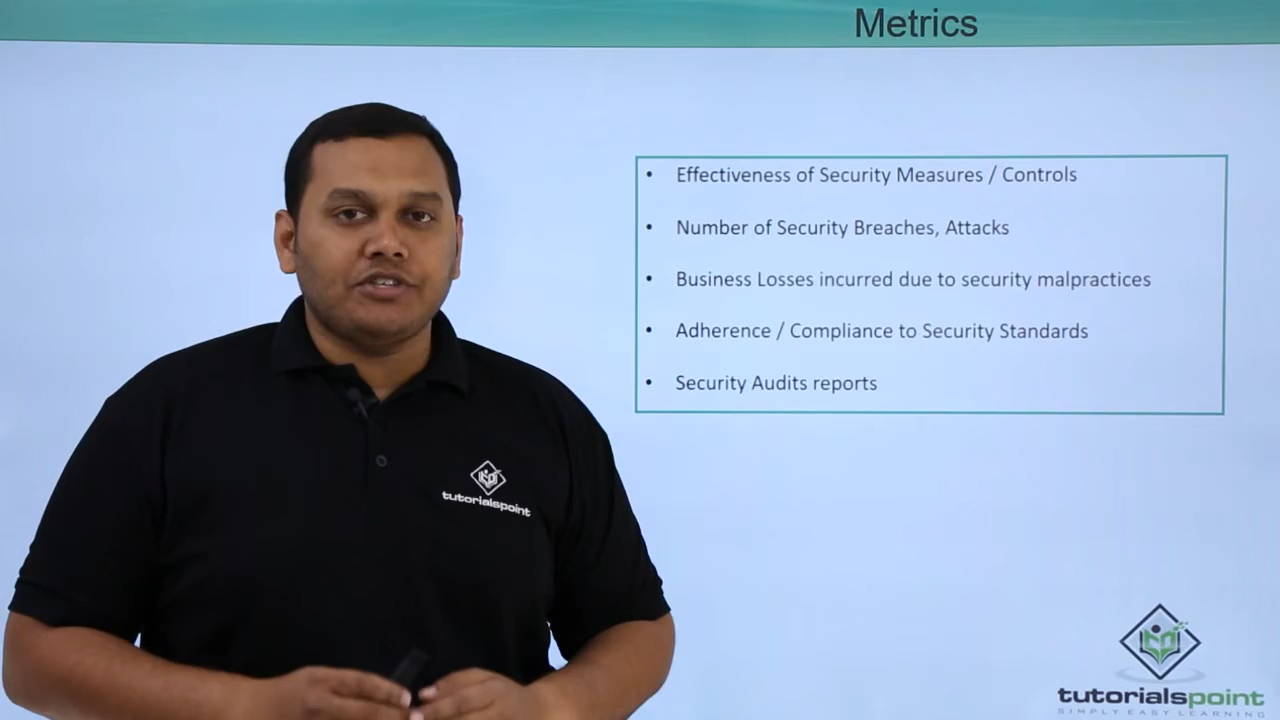 Metrics
• Effectiveness of Security Measures / Controls
• Number of Security Breaches, Attacks
• Business Losses incurred due to security malpractices
• Adherence / Compliance to Security Standards
• Security Audits reports
tutorialspoint
tutorialspoint
SIMPLY EASY LEARNING